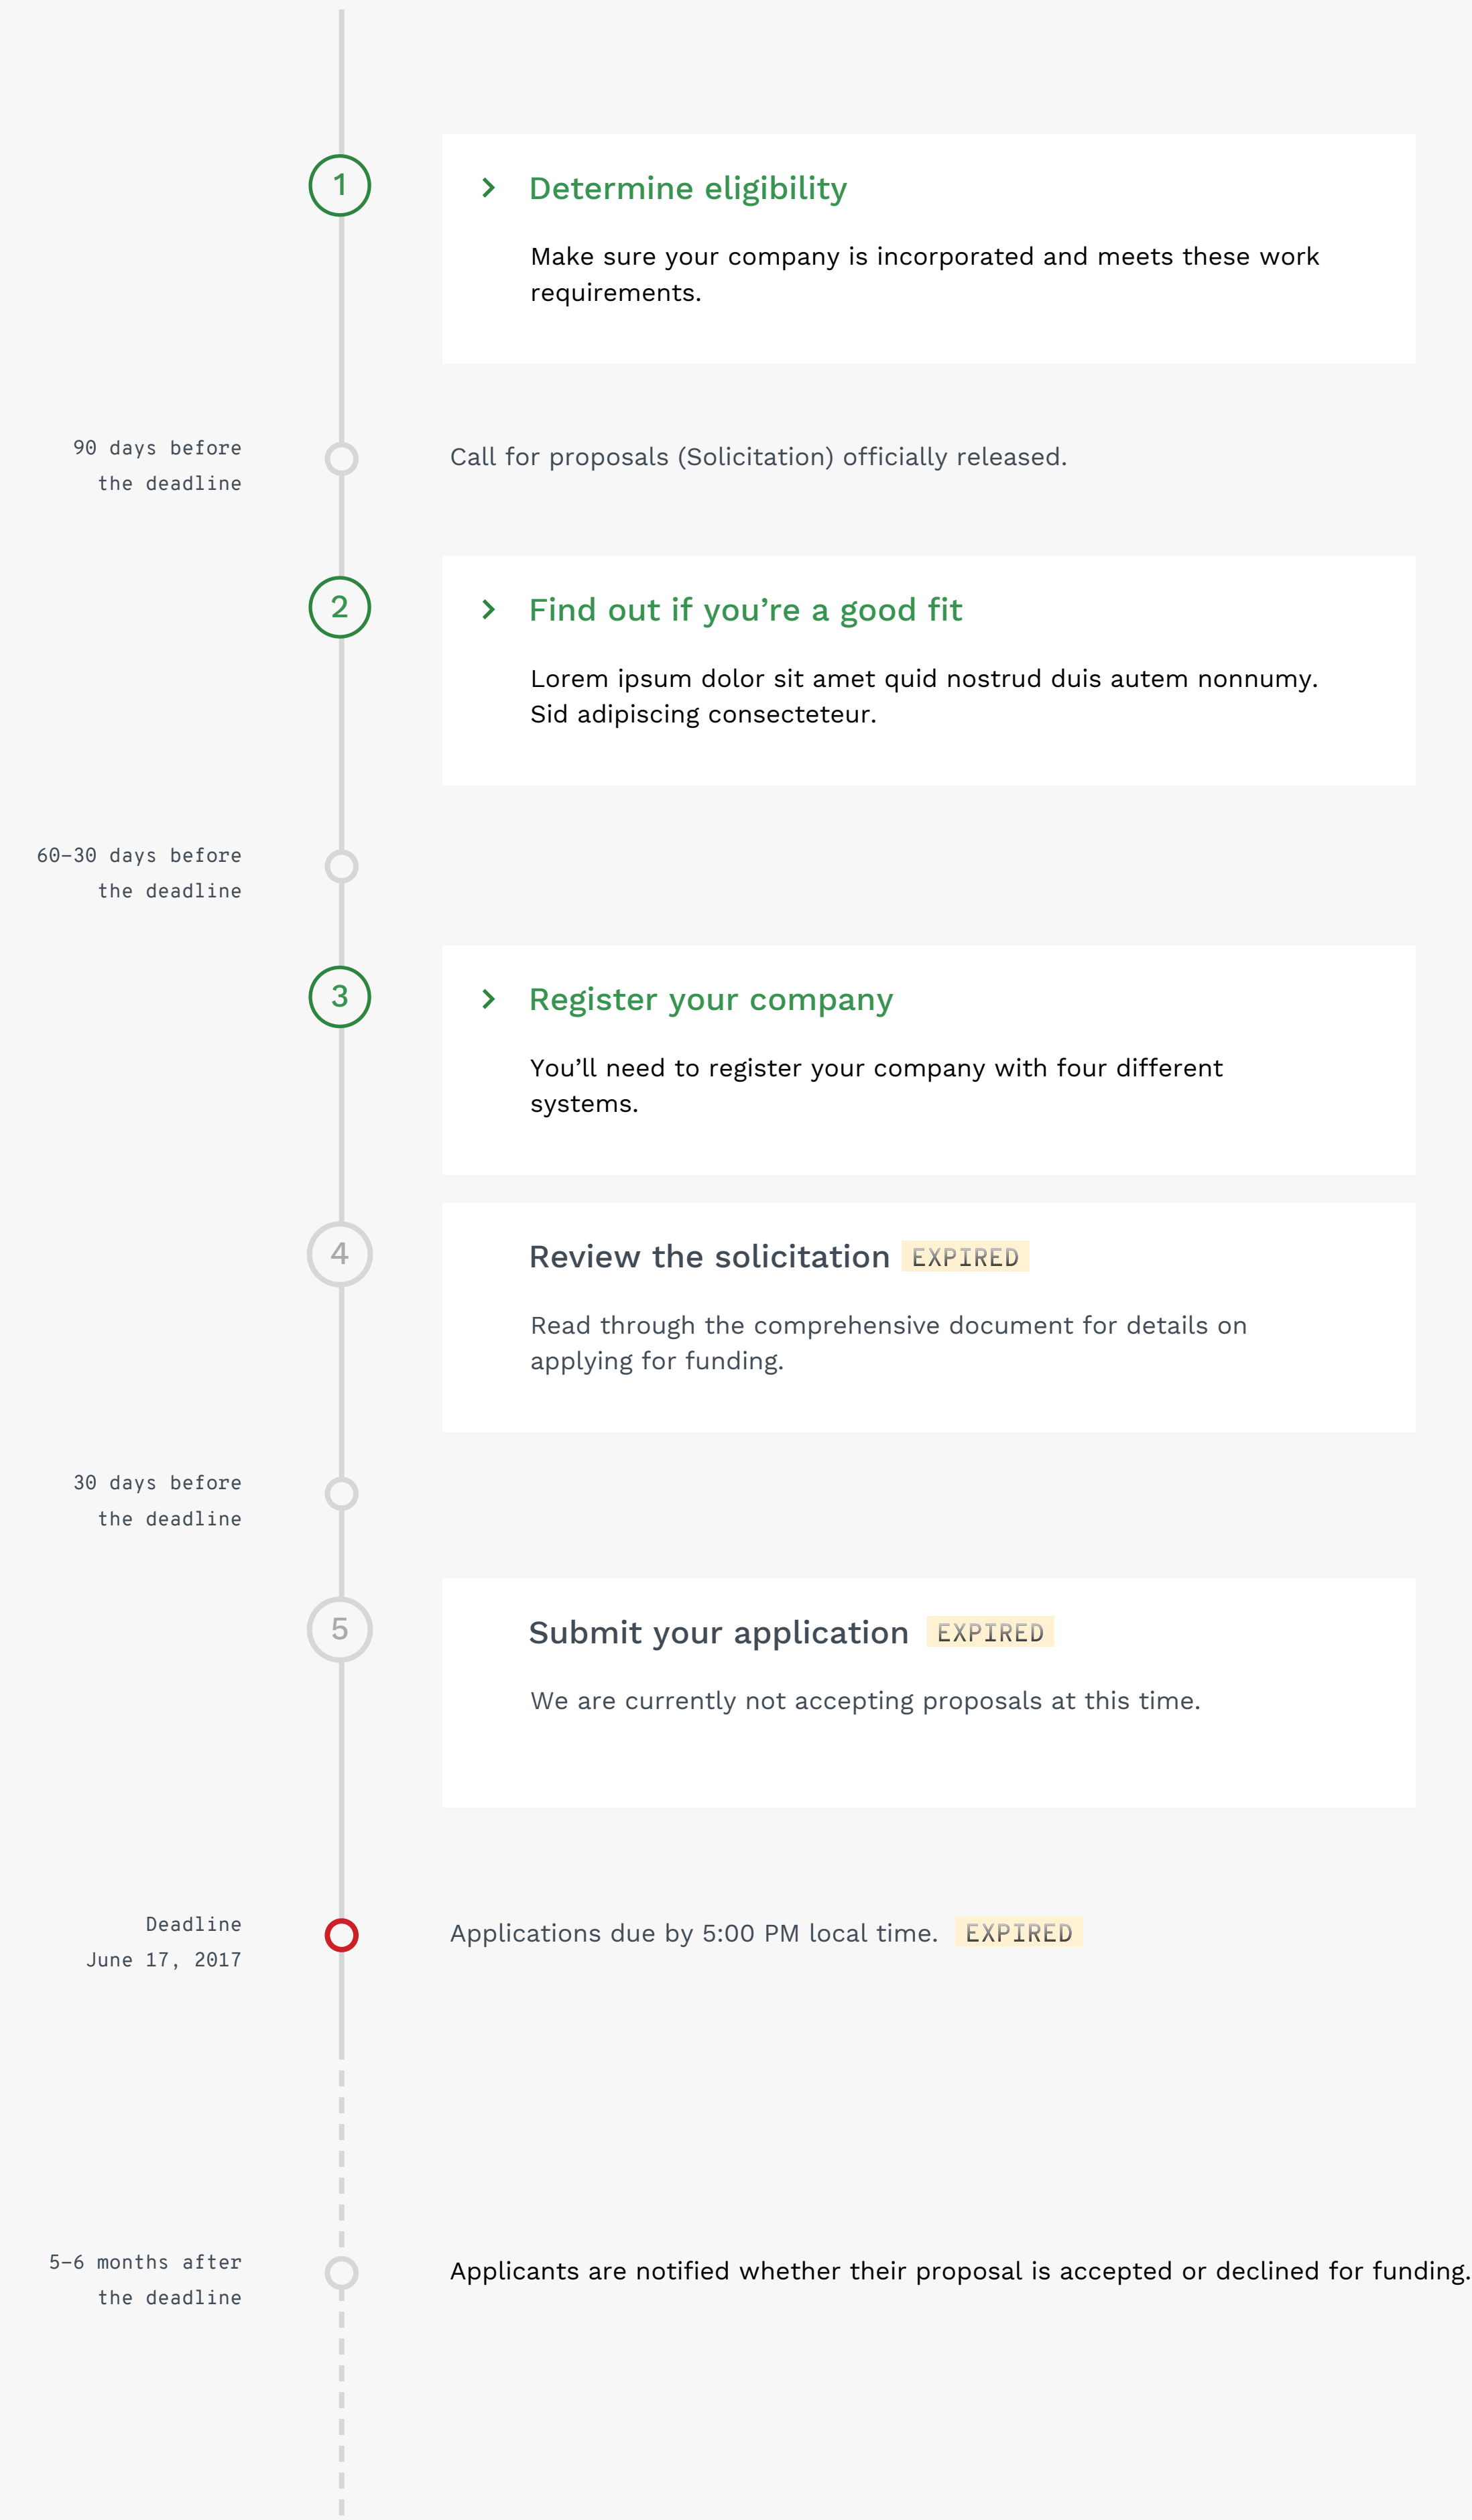 1
Determine eligibility
Make sure your company is incorporated and meets these work
requirements.
90 days before
the deadline
Call for proposals (Solicitation) officially released.
2
Find out if you’re a good fit
Lorem ipsum dolor sit amet quid nostrud duis autem nonnumy.
Sid adipiscing consecteteur.
60–30 days before
the deadline
3
Register your company
You’ll need to register your company with four different
systems.
4
Review the solicitation EXPIRED
Read through the comprehensive document for details on
applying for funding.
30 days before
the deadline
5
Submit your application EXPIRED
We are currently not accepting proposals at this time.
Deadline
June 17, 2017
Applications due by 5:00 PM local time. EXPIRED
5–6 months after
the deadline
Applicants are notified whether their proposal is accepted or declined for funding.